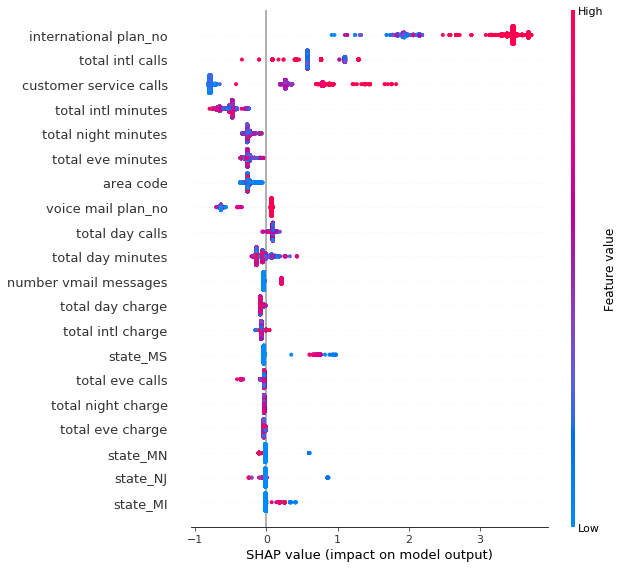 High
international plan_no
total intl calls
customer service calls
total intl minutes
total night minutes
total eve minutes
area code
voice mail plan_no
total day calls
total day minutes
number vmail messages
total day charge
total intl charge
state_MS
total eve calls
total night charge
total eve charge
state_MN
state_NJ
state_MI
Feature value
Low
−1 0 1 2 3
SHAP value (impact on model output)